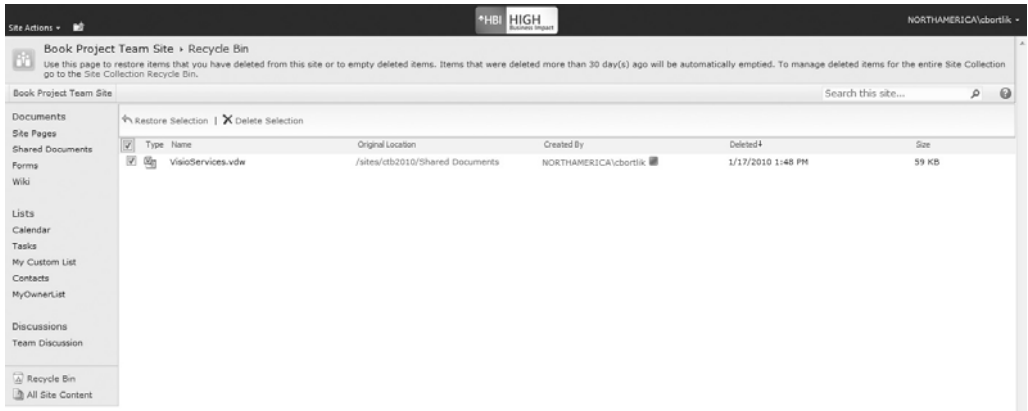 Site Actions
*HBI HIGH
Business Impact
NORTHAMERICA\cbortlik
Book Project Team Site › Recycle Bin
Use this page to restore items that you have deleted from this site or to empty deleted items. Items that were deleted more than 30 day(s) ago will be automatically emptied. To manage deleted items for the entire Site Collection
go to the Site Collection Recycle Bin.
Book Project Team Site
Search this site...
Documents
Site Pages
Shared Documents
Forms
Wiki
Lists
Calendar
Tasks
My Custom List
Contacts
MyOwnerList
Discussions
Team Discussion
Recycle Bin
All Site Content
Restore Selection | Delete Selection
Type Name Original Location Created By Deleted↓ Size
VisioServices.vdw /sites/ctb2010/Shared Documents NORTHAMERICA\cbortlik 1/17/2010 1:48 PM 59 KB